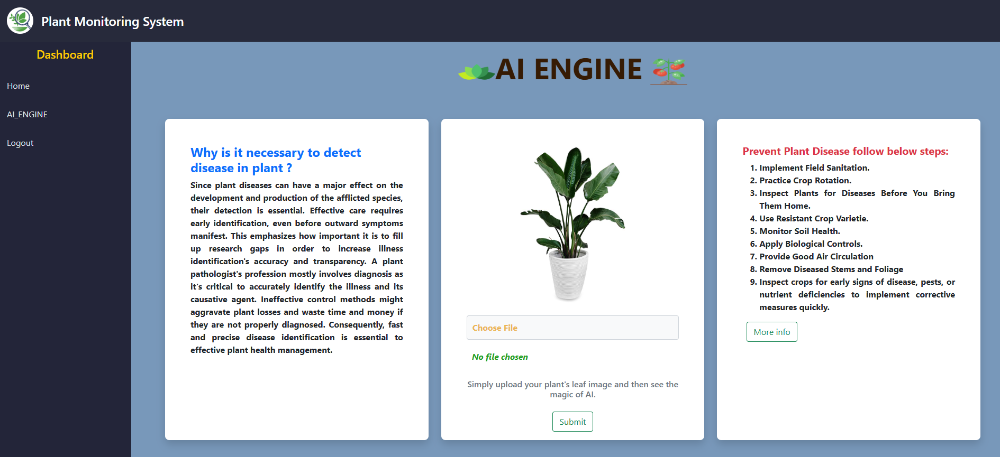 Plant Monitoring System
Dashboard
Home
AI_ENGINE
Logout
AI ENGINE
Why is it necessary to detect
disease in plant ?
Since plant diseases can have a major effect on the
development and production of the afflicted species,
their detection is essential. Effective care requires
early identification, even before outward symptoms
manifest. This emphasizes how important it is to fill
up research gaps in order to increase illness
identification's accuracy and transparency. A plant
pathologist's profession mostly involves diagnosis as
it's critical to accurately identify the illness and its
causative agent. Ineffective control methods might
aggravate plant losses and waste time and money if
they are not properly diagnosed. Consequently, fast
and precise disease identification is essential to
effective plant health management.
Choose File
No file chosen
Simply upload your plant's leaf image and then see the
magic of AI.
Submit
Prevent Plant Disease follow below steps:
1. Implement Field Sanitation.
2. Practice Crop Rotation.
3. Inspect Plants for Diseases Before You Bring
Them Home.
4. Use Resistant Crop Varietie.
5. Monitor Soil Health.
6. Apply Biological Controls.
7. Provide Good Air Circulation
8. Remove Diseased Stems and Foliage
9. Inspect crops for early signs of disease, pests, or
nutrient deficiencies to implement corrective
measures quickly.
More info